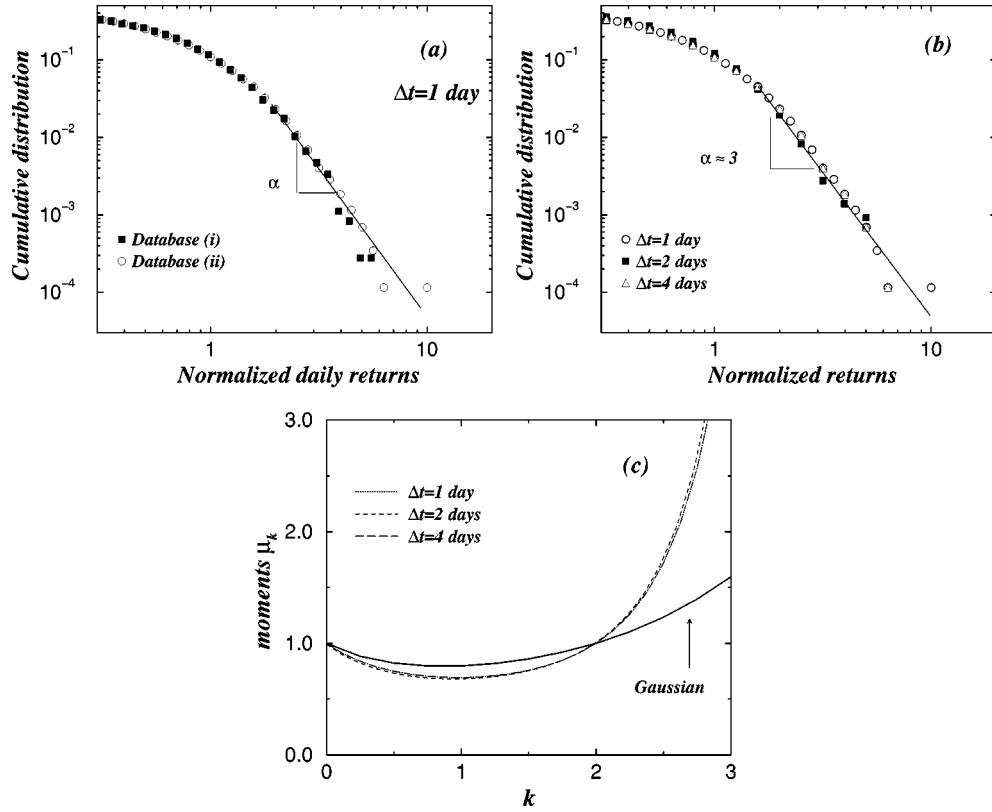 (a)
Δt=1 day
Cumulative distribution
10⁻¹
10⁻²
10⁻³
10⁻⁴
α
Database (i)
Database (ii)
1
10
Normalized daily returns
(b)
Cumulative distribution
10⁻¹
10⁻²
10⁻³
10⁻⁴
α ≈ 3
Δt=1 day
Δt=2 days
Δt=4 days
1
10
Normalized returns
(c)
moments μₖ
3.0
2.0
1.0
0.0
Δt=1 day
Δt=2 days
Δt=4 days
Gaussian
0
1
2
3
k